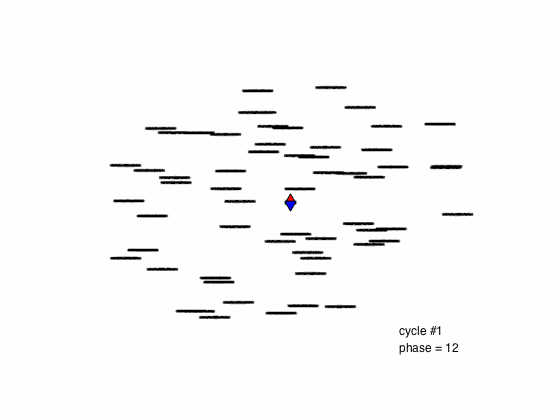 cycle #1
phase = 12